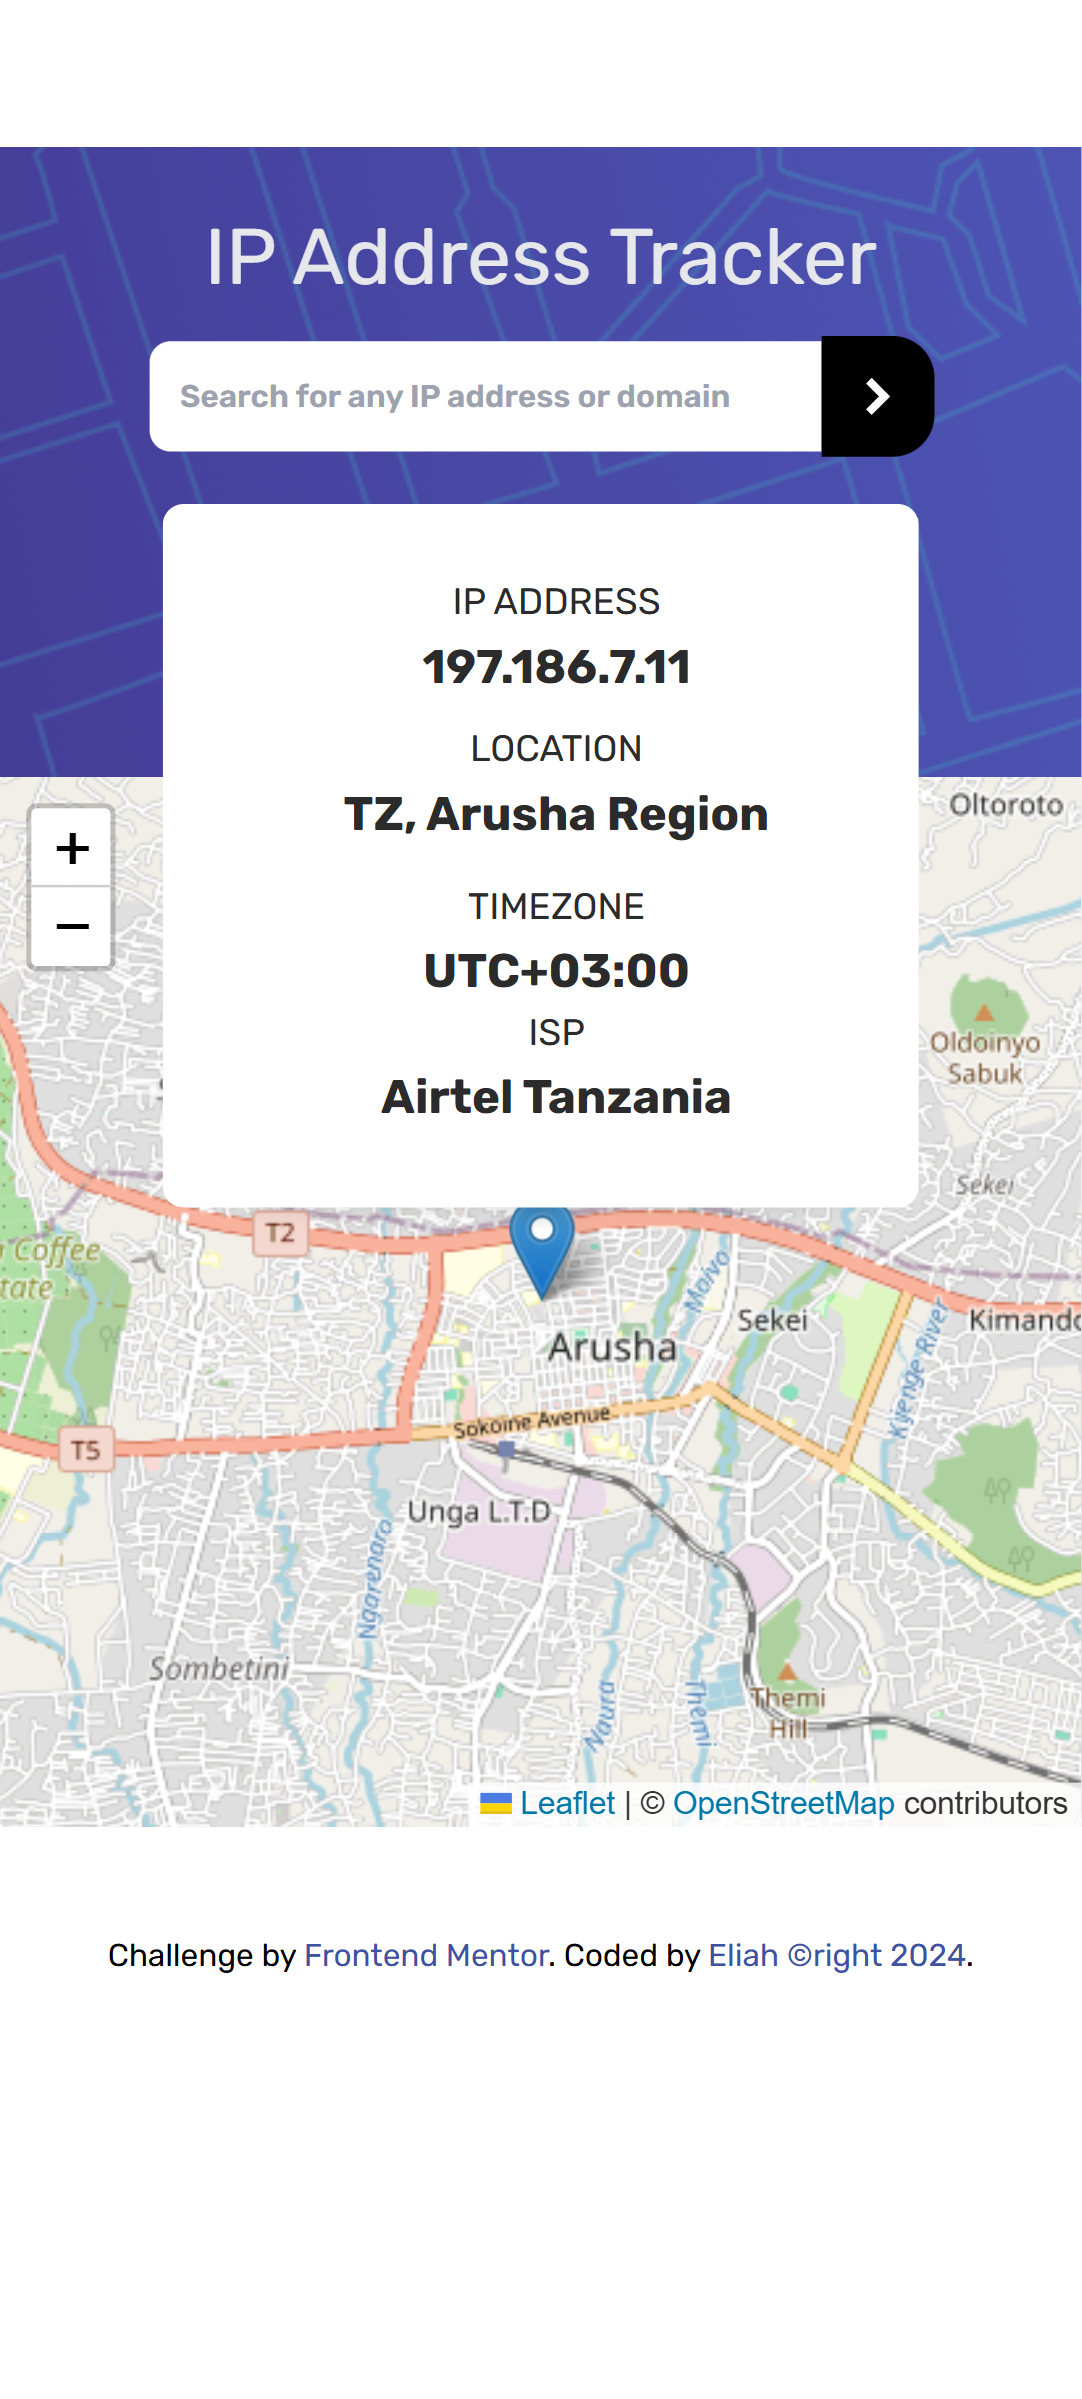 IP Address Tracker
Search for any IP address or domain
IP ADDRESS
197.186.7.11
LOCATION
TZ, Arusha Region
TIMEZONE
UTC+03:00
ISP
Airtel Tanzania
+
−
Oltoroto
Oldoinyo
Sabuk
Sekei
T2
Coffee
tate
Moivo
Sekei
Kimando
Arusha
Kijenge River
Sokoine Avenue
T5
Unga L.T.D
Ngarenaro
Sombetini
Naura
Themi
Themi
Hill
Leaflet | © OpenStreetMap contributors
Challenge by Frontend Mentor. Coded by Eliah ©right 2024.